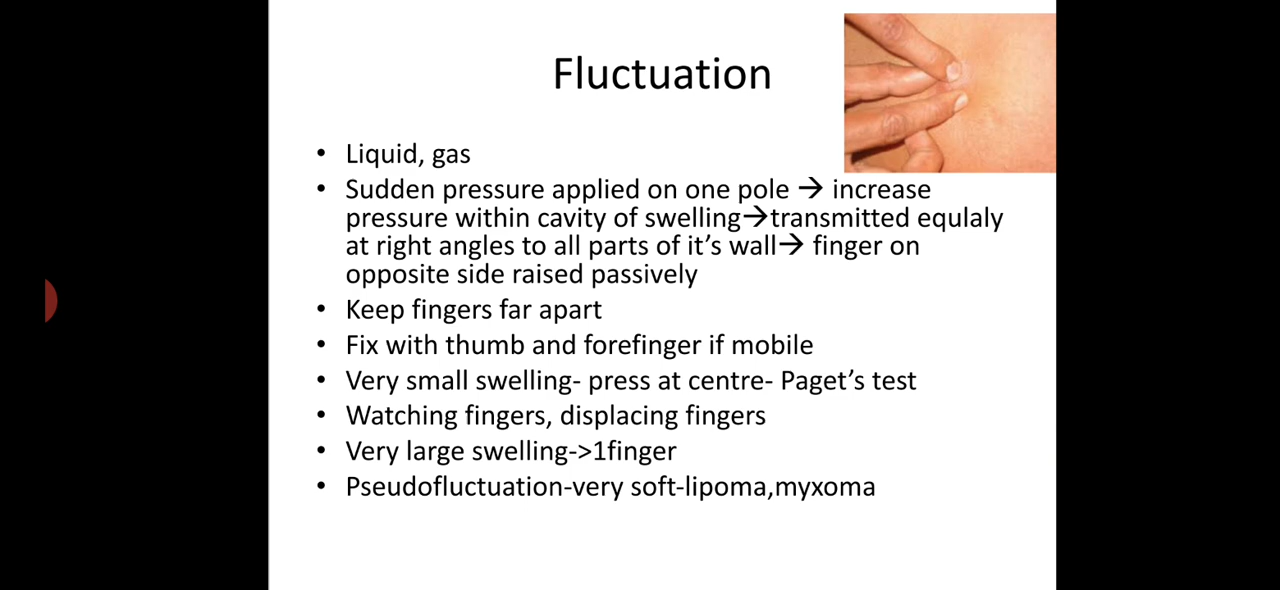 Fluctuation
• Liquid, gas
• Sudden pressure applied on one pole → increase
pressure within cavity of swelling→transmitted equlaly
at right angles to all parts of it’s wall→ finger on
opposite side raised passively
• Keep fingers far apart
• Fix with thumb and forefinger if mobile
• Very small swelling- press at centre- Paget’s test
• Watching fingers, displacing fingers
• Very large swelling->1finger
• Pseudofluctuation-very soft-lipoma,myxoma